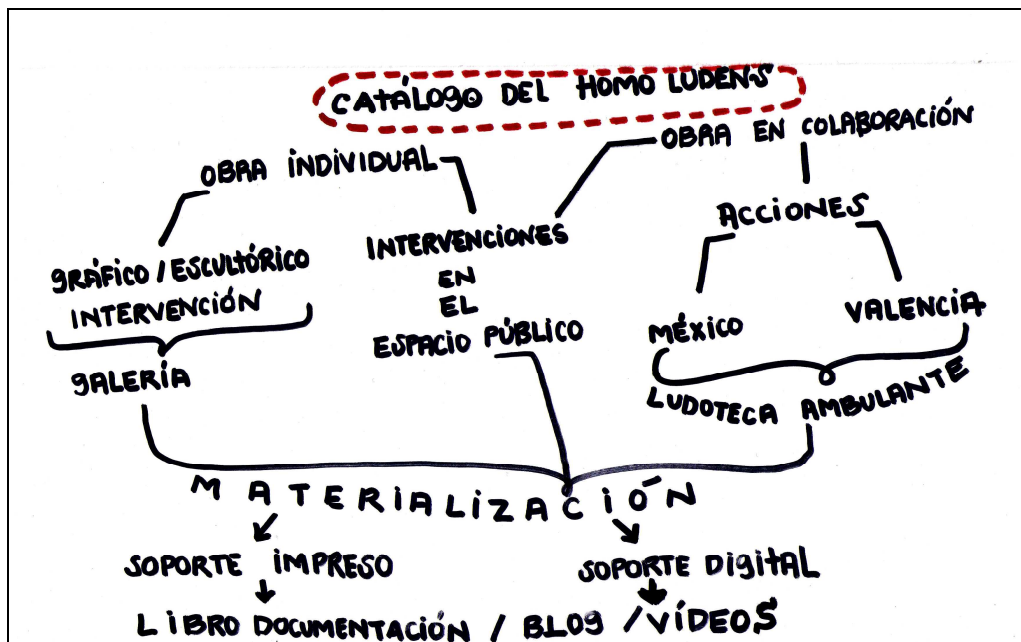 CATÁLOGO DEL HOMO LUDENS
OBRA INDIVIDUAL
OBRA EN COLABORACIÓN
GRÁFICO / ESCULTÓRICO
INTERVENCIÓN
GALERÍA
INTERVENCIONES
EN
EL
ESPACIO PÚBLICO
ACCIONES
MÉXICO
VALENCIA
LUDOTECA AMBULANTE
MATERIALIZACIÓN
SOPORTE IMPRESO
SOPORTE DIGITAL
LIBRO DOCUMENTACIÓN / BLOG / VÍDEOS